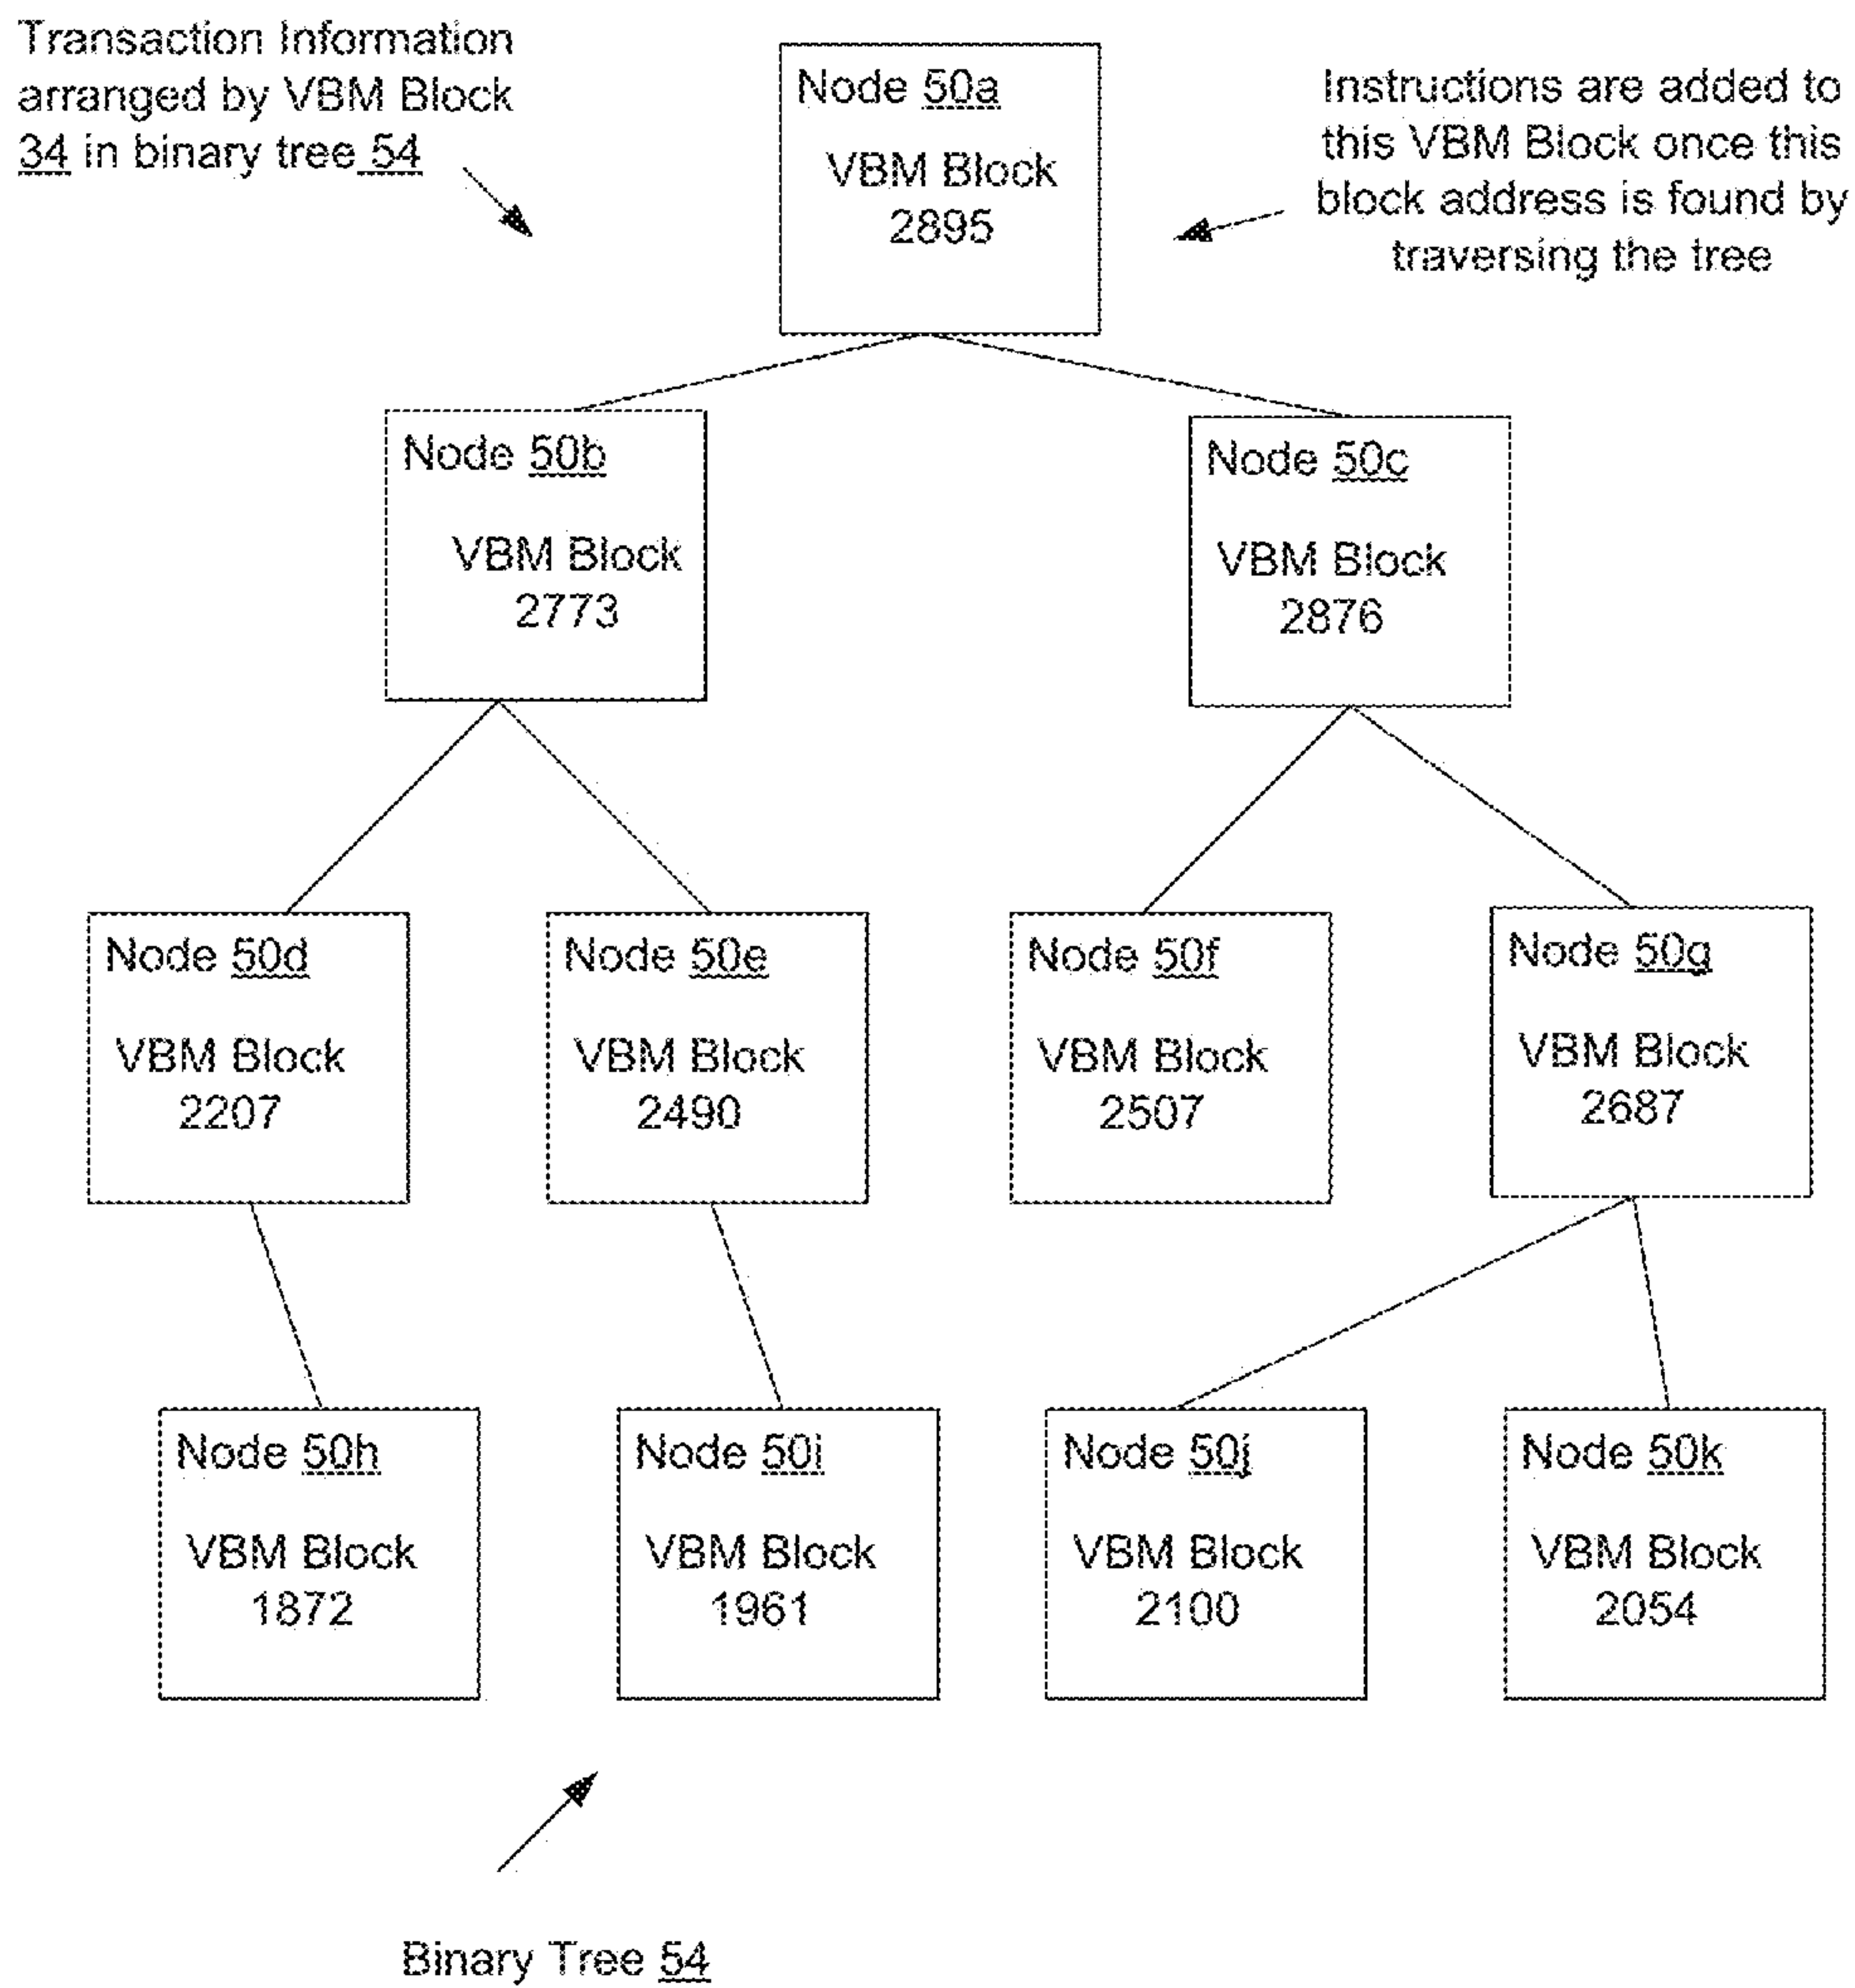 Transaction Information
arranged by VBM Block
34 in binary tree 54
Instructions are added to
this VBM Block once this
block address is found by
traversing the tree
Node 50a
VBM Block
2895
Node 50b
VBM Block
2773
Node 50c
VBM Block
2876
Node 50d
VBM Block
2207
Node 50e
VBM Block
2490
Node 50f
VBM Block
2507
Node 50g
VBM Block
2687
Node 50h
VBM Block
1872
Node 50i
VBM Block
1961
Node 50j
VBM Block
2100
Node 50k
VBM Block
2054
Binary Tree 54